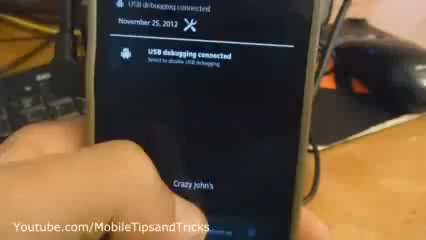 USB debugging connected
November 25, 2012
USB debugging connected
Select to disable USB debugging
Crazy John's
Youtube.com/MobileTipsandTricks